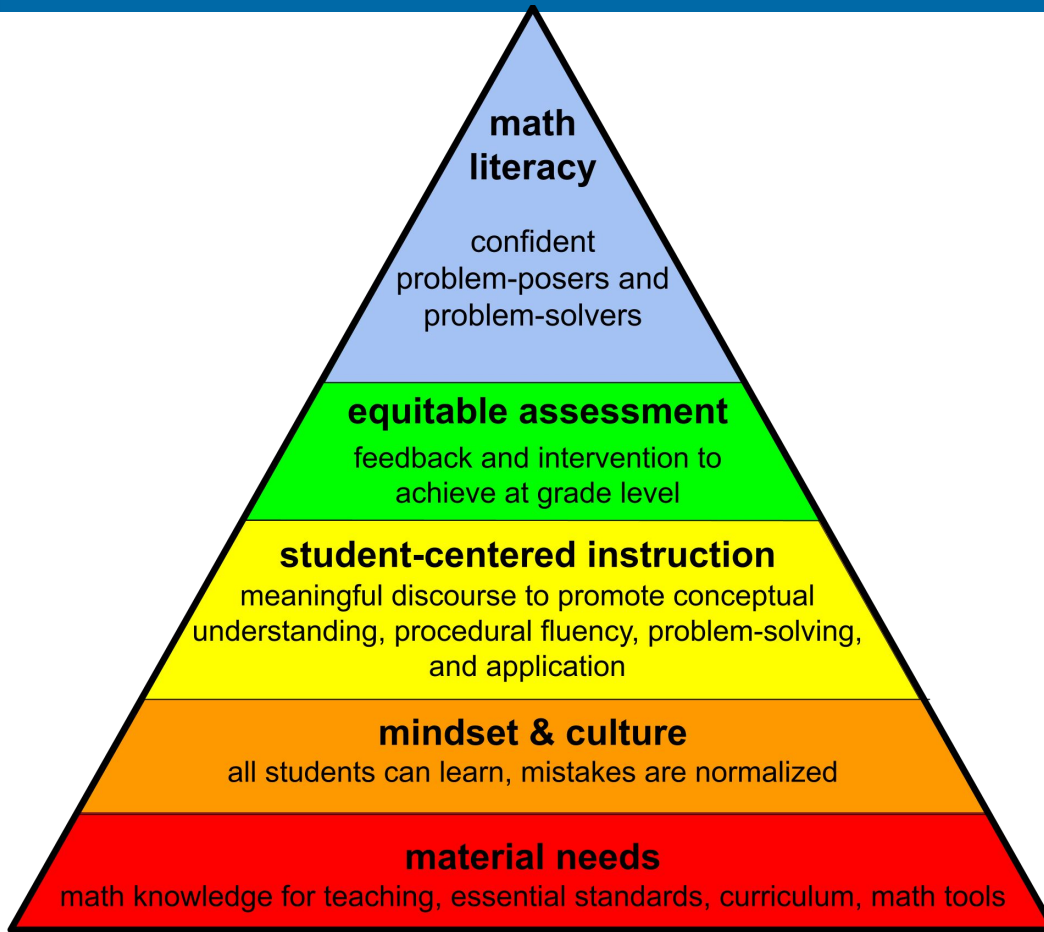 math
literacy
confident
problem-posers and
problem-solvers
equitable assessment
feedback and intervention to
achieve at grade level
student-centered instruction
meaningful discourse to promote conceptual
understanding, procedural fluency, problem-solving,
and application
mindset & culture
all students can learn, mistakes are normalized
material needs
math knowledge for teaching, essential standards, curriculum, math tools